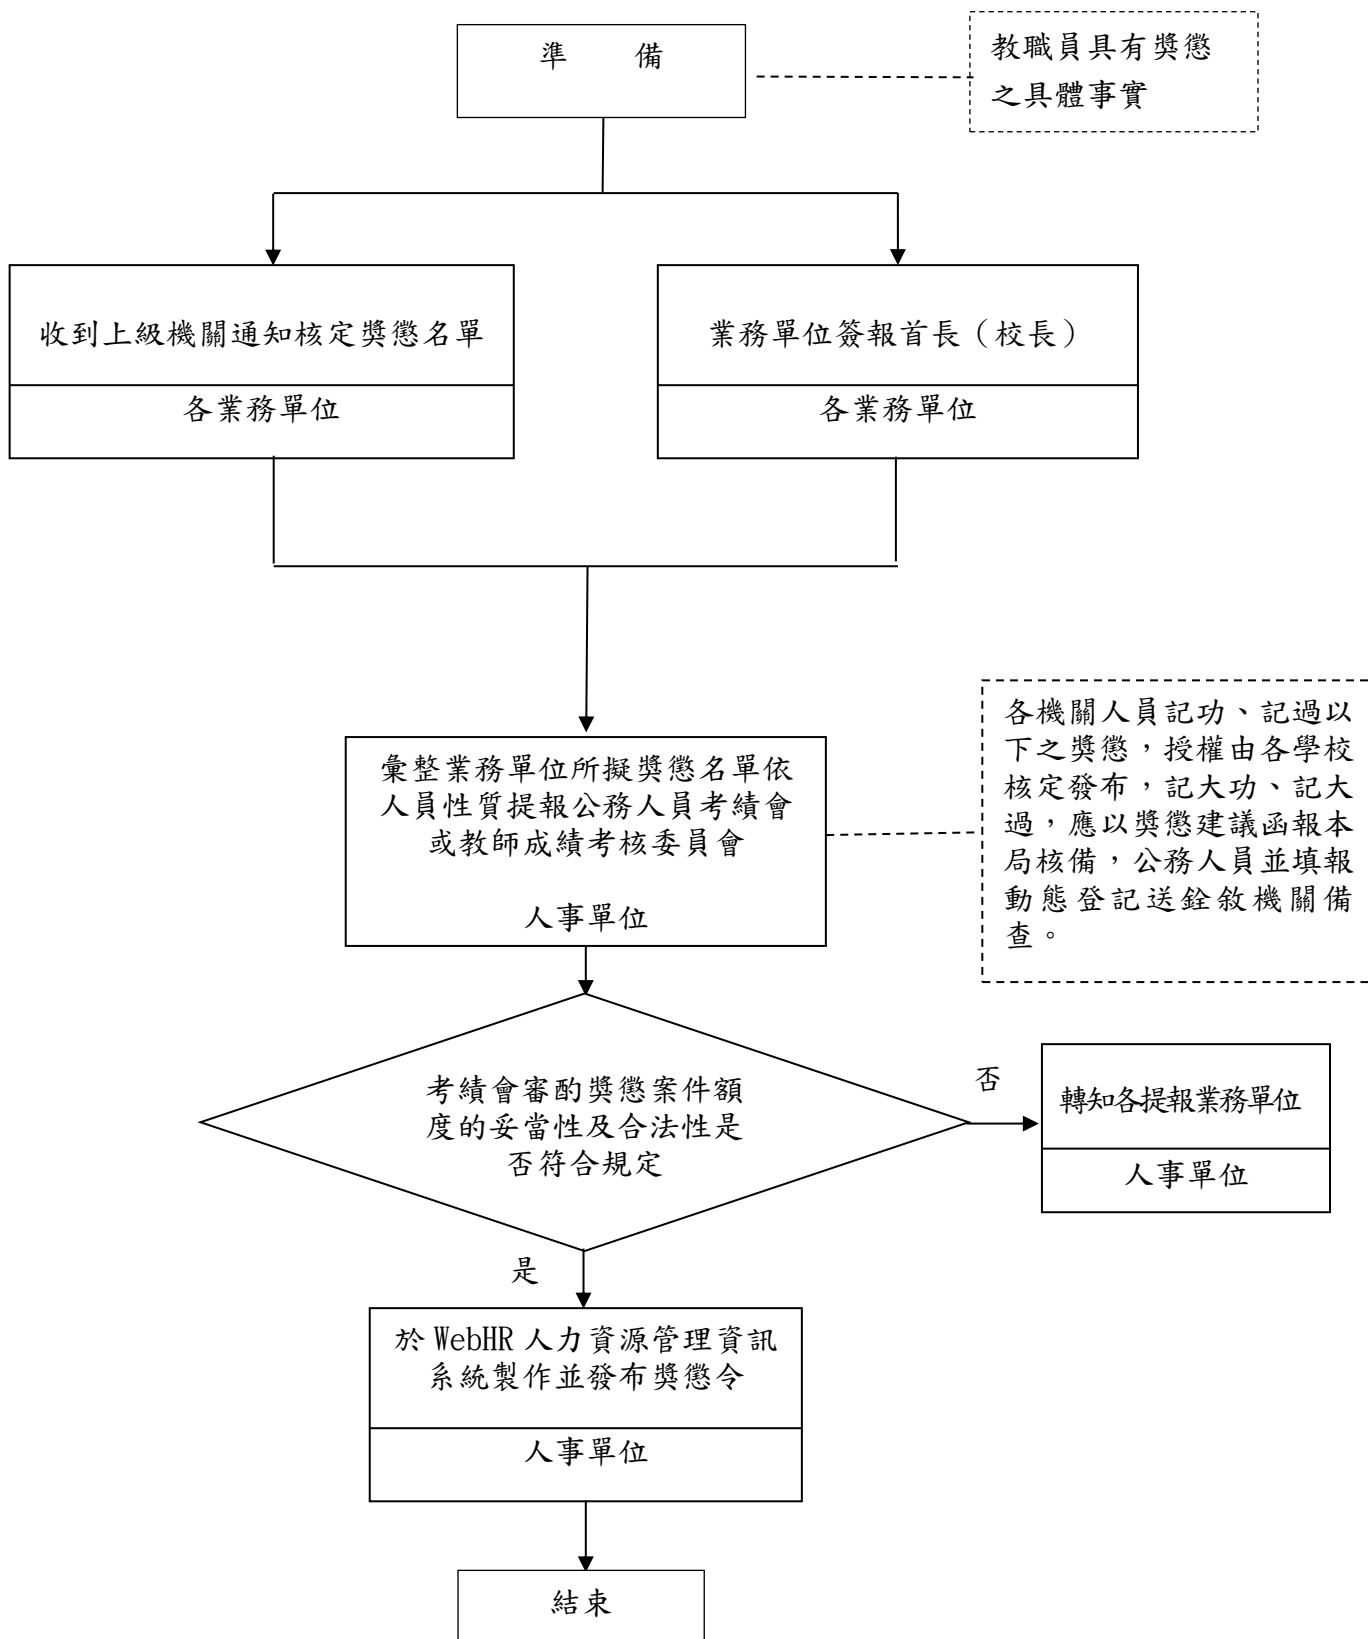 準　　備
教職員具有獎懲
之具體事實
收到上級機關通知核定獎懲名單
各業務單位
業務單位簽報首長（校長）
各業務單位
彙整業務單位所擬獎懲名單依
人員性質提報公務人員考績會
或教師成績考核委員會
人事單位
各機關人員記功、記過以
下之獎懲，授權由各學校
核定發布，記大功、記大
過，應以獎懲建議函報本
局核備，公務人員並填報
動態登記送銓敘機關備
查。
考績會審酌獎懲案件額
度的妥當性及合法性是
否符合規定
否
轉知各提報業務單位
人事單位
是
於 WebHR 人力資源管理資訊
系統製作並發布獎懲令
人事單位
結束